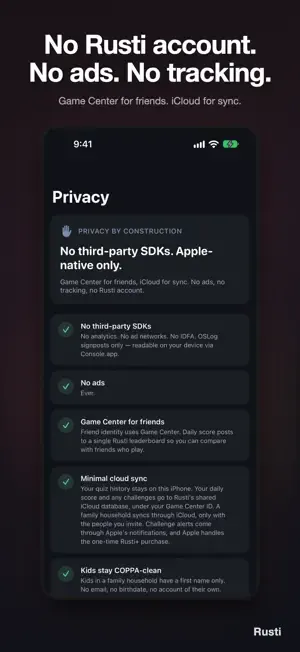 No Rusti account.
No ads. No tracking.
Game Center for friends. iCloud for sync.
9:41
Privacy
PRIVACY BY CONSTRUCTION
No third-party SDKs. Apple-
native only.
Game Center for friends, iCloud for sync. No ads, no
tracking, no Rusti account.
No third-party SDKs
No analytics. No ad networks. No IDFA. OSLog
signposts only — readable on your device via
Console.app.
No ads
Ever.
Game Center for friends
Friend identity uses Game Center. Daily score posts
to a single Rusti leaderboard so you can compare
with friends who play.
Minimal cloud sync
Your quiz history stays on this iPhone. Your daily
score and any challenges go to Rusti's shared
iCloud database, under your Game Center ID. A
family household syncs through iCloud, only with
the people you invite. Challenge alerts come
through Apple's notifications, and Apple handles
the one-time Rusti+ purchase.
Kids stay COPPA-clean
Kids in a family household have a first name only.
No email, no birthdate, no account of their own.
Rusti